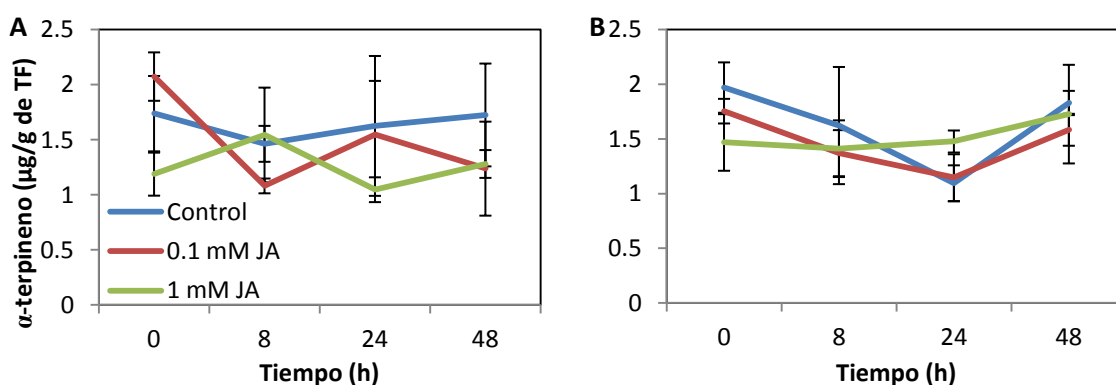 A
α-terpineno (μg/g de TF)
2.5
2
1.5
1
0.5
0
Control
0.1 mM JA
1 mM JA
0 8 24 48
Tiempo (h)
B
2.5
2
1.5
1
0.5
0
0 8 24 48
Tiempo (h)